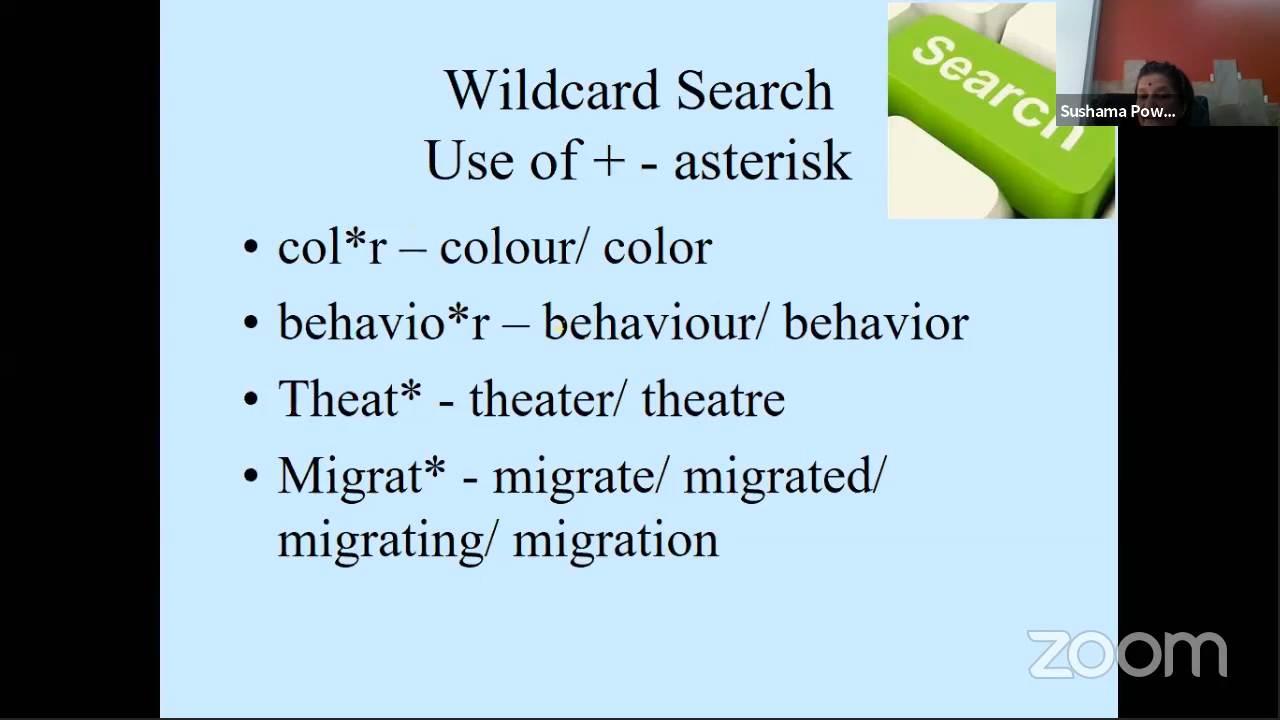 Wildcard Search
Use of + - asterisk
Search
Sushama Pow...
• col*r – colour/ color
• behavio*r – behaviour/ behavior
• Theat* - theater/ theatre
• Migrat* - migrate/ migrated/
migrating/ migration
zoom